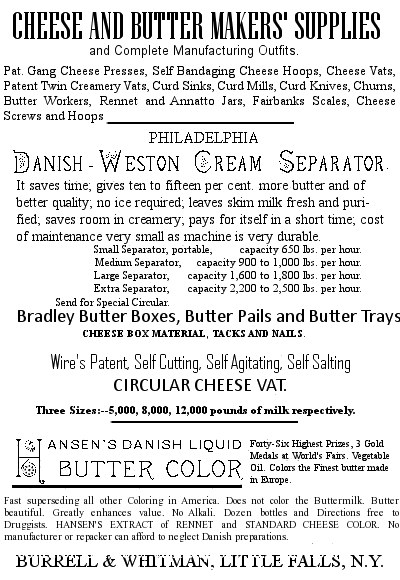 CHEESE AND BUTTER MAKERS' SUPPLIES
and Complete Manufacturing Outfits.
Pat. Gang Cheese Presses, Self Bandaging Cheese Hoops, Cheese Vats,
Patent Twin Creamery Vats, Curd Sinks, Curd Mills, Curd Knives, Churns,
Butter Workers, Rennet and Annatto Jars, Fairbanks Scales, Cheese
Screws and Hoops
PHILADELPHIA
DANISH - WESTON CREAM SEPARATOR.
It saves time; gives ten to fifteen per cent. more butter and of
better quality; no ice required; leaves skim milk fresh and puri-
fied; saves room in creamery; pays for itself in a short time; cost
of maintenance very small as machine is very durable.
Small Separator, portable, capacity 650 lbs. per hour.
Medium Separator, capacity 900 to 1,000 lbs. per hour.
Large Separator, capacity 1,600 to 1,800 lbs. per hour.
Extra Separator, capacity 2,200 to 2,500 lbs. per hour.
Send for Special Circular.
Bradley Butter Boxes, Butter Pails and Butter Trays
CHEESE BOX MATERIAL, TACKS AND NAILS.
Wire's Patent, Self Cutting, Self Agitating, Self Salting
CIRCULAR CHEESE VAT.
Three Sizes:--5,000, 8,000, 12,000 pounds of milk respectively.
HANSEN'S DANISH LIQUID
BUTTER COLOR
Forty-Six Highest Prizes, 3 Gold
Medals at World's Fairs. Vegetable
Oil. Colors the Finest butter made
in Europe.
Fast superseding all other Coloring in America. Does not color the Buttermilk. Butter
beautiful. Greatly enhances value. No Alkali. Dozen bottles and Directions free to
Druggists. HANSEN'S EXTRACT of RENNET and STANDARD CHEESE COLOR. No
manufacturer or repacker can afford to neglect Danish preparations.
BURRELL & WHITMAN, LITTLE FALLS, N.Y.